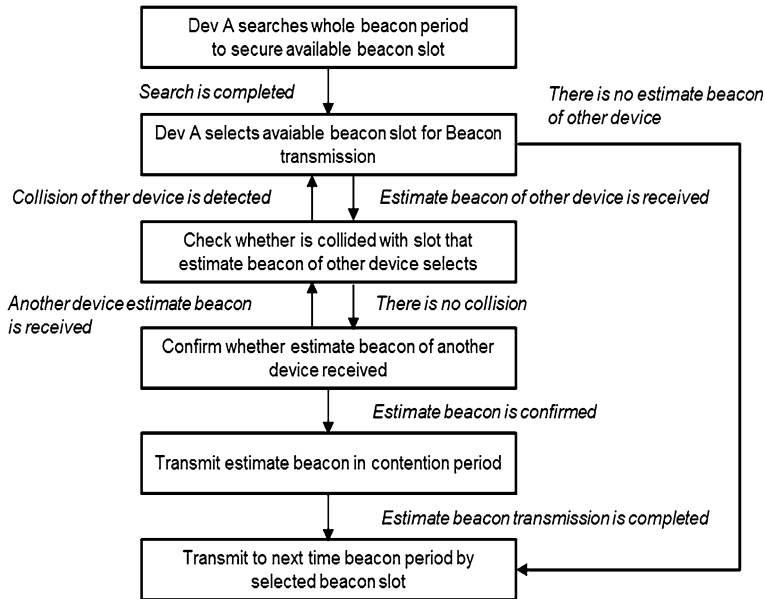 Dev A searches whole beacon period
to secure available beacon slot
Search is completed
There is no estimate beacon
of other device
Dev A selects avaiable beacon slot for Beacon
transmission
Collision of ther device is detected
Estimate beacon of other device is received
Check whether is collided with slot that
estimate beacon of other device selects
Another device estimate beacon
is received
There is no collision
Confirm whether estimate beacon of another
device received
Estimate beacon is confirmed
Transmit estimate beacon in contention period
Estimate beacon transmission is completed
Transmit to next time beacon period by
selected beacon slot